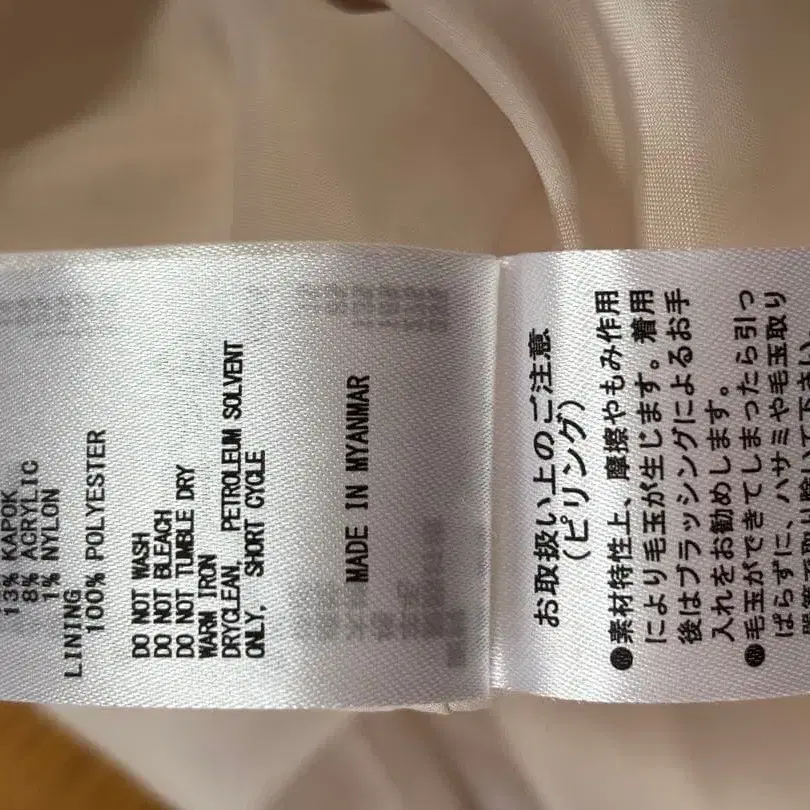 13% KAPOK
8% ACRYLIC
1% NYLON
LINING
100% POLYESTER
DO NOT WASH
DO NOT BLEACH
DO NOT TUMBLE DRY
WARM IRON
DRYCLEAN, PETROLEUM SOLVENT
ONLY, SHORT CYCLE
MADE IN MYANMAR
お取扱い上のご注意
(ピリング)
●素材特性上、摩擦やもみ作用
により毛玉が生じます。着用
後はブラッシングによるお手
入れをお勧めします。
●毛玉ができてしまったら引っ
ぱらずに、ハサミや毛玉取り